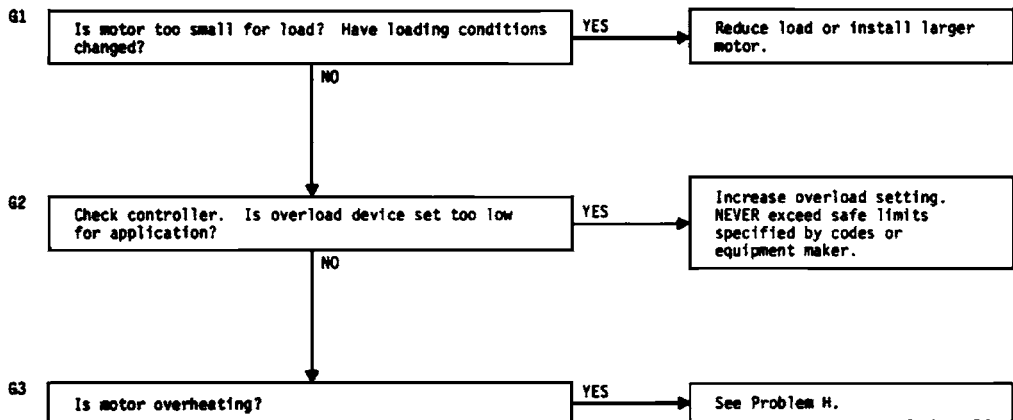 G1
Is motor too small for load? Have loading conditions
changed?
YES
Reduce load or install larger
motor.
NO
G2
Check controller. Is overload device set too low
for application?
YES
Increase overload setting.
NEVER exceed safe limits
specified by codes or
equipment maker.
NO
G3
Is motor overheating?
YES
See Problem H.